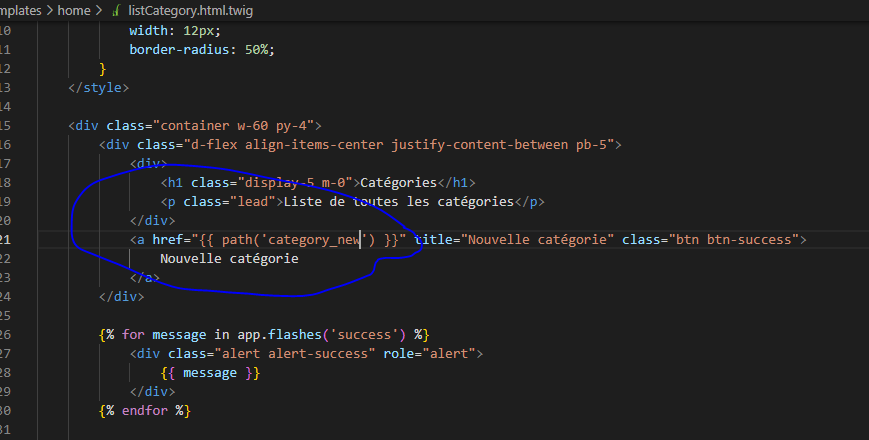 mplates > home > listCategory.html.twig
10 width: 12px;
11 border-radius: 50%;
12 }
13 </style>
14
15 <div class="container w-60 py-4">
16 <div class="d-flex align-items-center justify-content-between pb-5">
17 <div>
18 <h1 class="display-5 m-0">Catégories</h1>
19 <p class="lead">Liste de toutes les catégories</p>
20 </div>
21 <a href="{{ path('category_new') }}" title="Nouvelle catégorie" class="btn btn-success">
22 Nouvelle catégorie
23 </a>
24 </div>
25
26 {% for message in app.flashes('success') %}
27 <div class="alert alert-success" role="alert">
28 {{ message }}
29 </div>
30 {% endfor %}
31